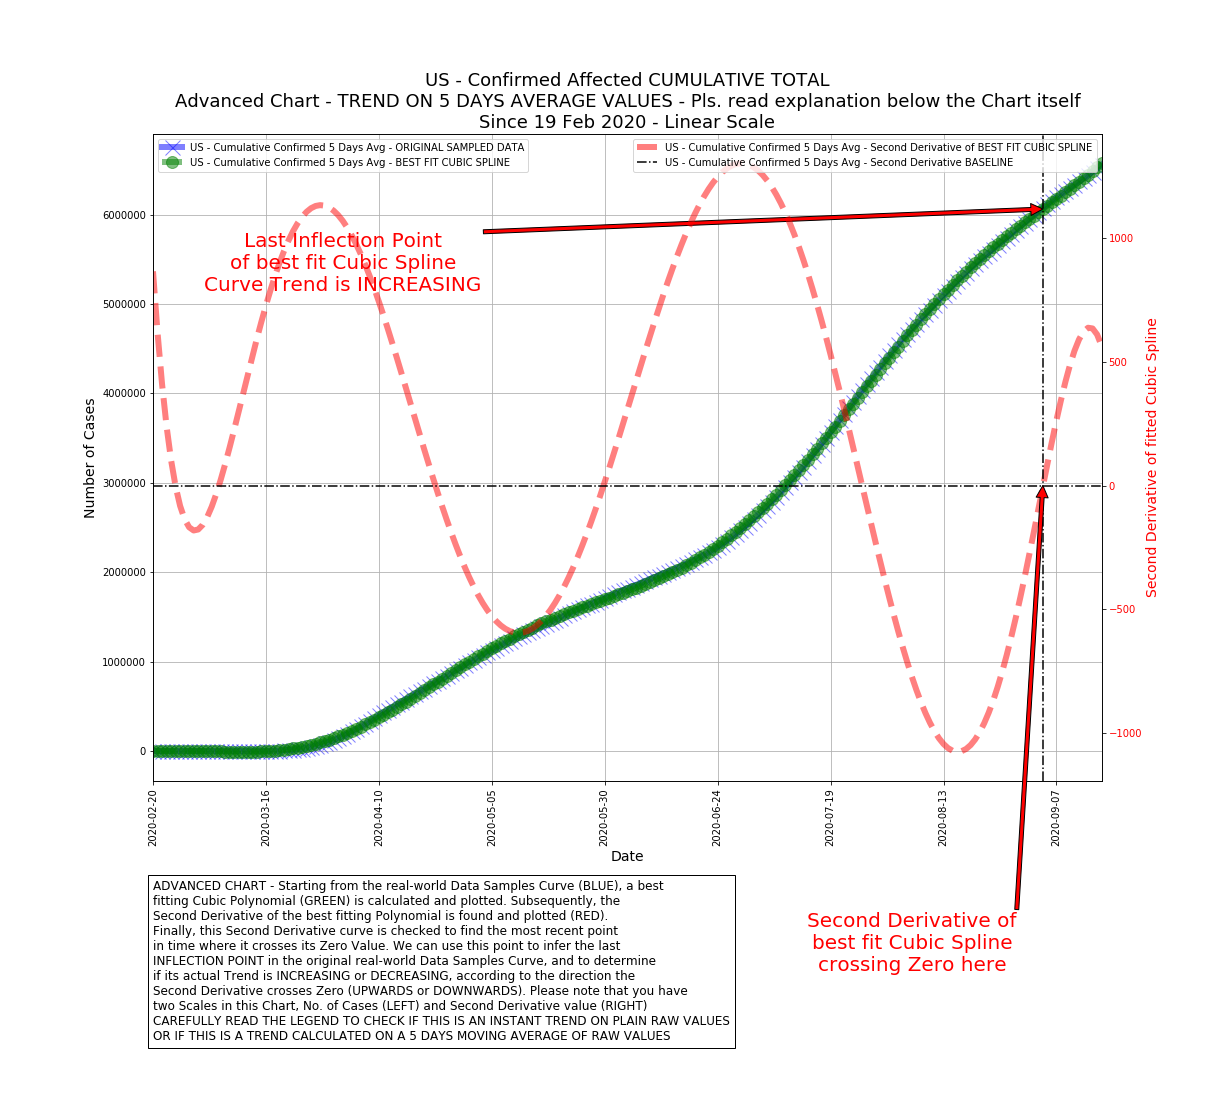 US - Confirmed Affected CUMULATIVE TOTAL
Advanced Chart - TREND ON 5 DAYS AVERAGE VALUES - Pls. read explanation below the Chart itself
Since 19 Feb 2020 - Linear Scale
US - Cumulative Confirmed 5 Days Avg - ORIGINAL SAMPLED DATA
US - Cumulative Confirmed 5 Days Avg - BEST FIT CUBIC SPLINE
US - Cumulative Confirmed 5 Days Avg - Second Derivative of BEST FIT CUBIC SPLINE
US - Cumulative Confirmed 5 Days Avg - Second Derivative BASELINE
Last Inflection Point
of best fit Cubic Spline
Curve Trend is INCREASING
Number of Cases
6000000
5000000
4000000
3000000
2000000
1000000
0
1000
500
0
−500
−1000
Second Derivative of fitted Cubic Spline
2020-02-20
2020-03-16
2020-04-10
2020-05-05
2020-05-30
2020-06-24
2020-07-19
2020-08-13
2020-09-07
Date
ADVANCED CHART - Starting from the real-world Data Samples Curve (BLUE), a best
fitting Cubic Polynomial (GREEN) is calculated and plotted. Subsequently, the
Second Derivative of the best fitting Polynomial is found and plotted (RED).
Finally, this Second Derivative curve is checked to find the most recent point
in time where it crosses its Zero Value. We can use this point to infer the last
INFLECTION POINT in the original real-world Data Samples Curve, and to determine
if its actual Trend is INCREASING or DECREASING, according to the direction the
Second Derivative crosses Zero (UPWARDS or DOWNWARDS). Please note that you have
two Scales in this Chart, No. of Cases (LEFT) and Second Derivative value (RIGHT)
CAREFULLY READ THE LEGEND TO CHECK IF THIS IS AN INSTANT TREND ON PLAIN RAW VALUES
OR IF THIS IS A TREND CALCULATED ON A 5 DAYS MOVING AVERAGE OF RAW VALUES
Second Derivative of
best fit Cubic Spline
crossing Zero here